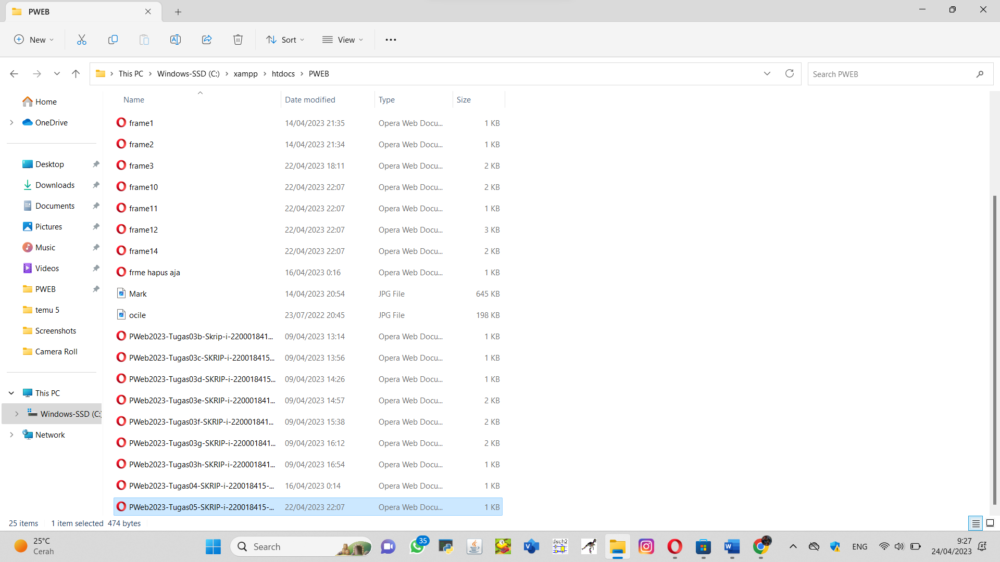 PWEB
New
Sort
View
This PC
Windows-SSD (C:)
xampp
htdocs
PWEB
Search PWEB
Home
OneDrive
Desktop
Downloads
Documents
Pictures
Music
Videos
PWEB
temu 5
Screenshots
Camera Roll
This PC
Windows-SSD (C:
Network
Name Date modified Type Size
frame1 14/04/2023 21:35 Opera Web Docu... 1 KB
frame2 14/04/2023 21:34 Opera Web Docu... 1 KB
frame3 22/04/2023 18:11 Opera Web Docu... 2 KB
frame10 22/04/2023 22:07 Opera Web Docu... 2 KB
frame11 22/04/2023 22:07 Opera Web Docu... 1 KB
frame12 22/04/2023 22:07 Opera Web Docu... 3 KB
frame14 22/04/2023 22:07 Opera Web Docu... 2 KB
frme hapus aja 16/04/2023 0:16 Opera Web Docu... 1 KB
Mark 14/04/2023 20:54 JPG File 645 KB
ocile 23/07/2022 20:45 JPG File 198 KB
PWeb2023-Tugas03b-Skrip-i-220001841... 09/04/2023 13:14 Opera Web Docu... 1 KB
PWeb2023-Tugas03c-SKRIP-i-220018415... 09/04/2023 13:56 Opera Web Docu... 1 KB
PWeb2023-Tugas03d-SKRIP-i-220018415... 09/04/2023 14:26 Opera Web Docu... 1 KB
PWeb2023-Tugas03e-SKRIP-i-220001841... 09/04/2023 14:57 Opera Web Docu... 2 KB
PWeb2023-Tugas03f-SKRIP-i-220001841... 09/04/2023 15:38 Opera Web Docu... 2 KB
PWeb2023-Tugas03g-SKRIP-i-220001841... 09/04/2023 16:12 Opera Web Docu... 2 KB
PWeb2023-Tugas03h-SKRIP-i-220001841... 09/04/2023 16:54 Opera Web Docu... 1 KB
PWeb2023-Tugas04-SKRIP-i-220018415-... 16/04/2023 0:14 Opera Web Docu... 1 KB
PWeb2023-Tugas05-SKRIP-i-220018415-... 22/04/2023 22:07 Opera Web Docu... 1 KB
25 items 1 item selected 474 bytes
25°C
Cerah
Search
35
dsch2
ENG
9:27
24/04/2023